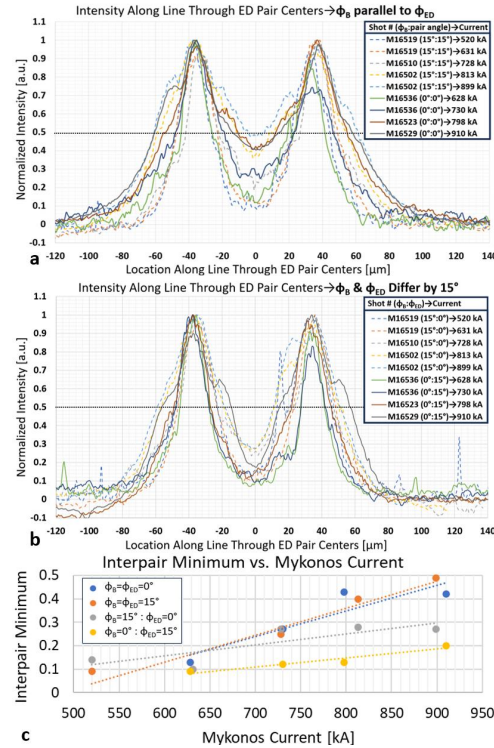 Intensity Along Line Through ED Pair Centers→ϕB parallel to ϕED
Normalized Intensity [a.u.]
1.1
1
0.9
0.8
0.7
0.6
0.5
0.4
0.3
0.2
0.1
0
-0.1
Shot # (ϕB:pair angle)→Current
M16519 (15°:15°)→520 kA
M16519 (15°:15°)→631 kA
M16510 (15°:15°)→728 kA
M16502 (15°:15°)→813 kA
M16502 (15°:15°)→899 kA
M16536 (0°:0°)→628 kA
M16536 (0°:0°)→730 kA
M16523 (0°:0°)→798 kA
M16529 (0°:0°)→910 kA
-120 -100 -80 -60 -40 -20 0 20 40 60 80 100 120 140
a
Location Along Line Through ED Pair Centers [µm]
Intensity Along Line Through ED Pair Centers→ϕB & ϕED Differ by 15°
Normalized Intensity [a.u.]
1.1
1
0.9
0.8
0.7
0.6
0.5
0.4
0.3
0.2
0.1
0
-0.1
Shot # (ϕB:ϕED)→Current
M16519 (15°:0°)→520 kA
M16519 (15°:0°)→631 kA
M16510 (15°:0°)→728 kA
M16502 (15°:0°)→813 kA
M16502 (15°:0°)→899 kA
M16536 (0°:15°)→628 kA
M16536 (0°:15°)→730 kA
M16523 (0°:15°)→798 kA
M16529 (0°:15°)→910 kA
-120 -100 -80 -60 -40 -20 0 20 40 60 80 100 120 140
b
Location Along Line Through ED Pair Centers [µm]
Interpair Minimum vs. Mykonos Current
Interpair Minimum
0.5
0.4
0.3
0.2
0.1
0
ϕB=ϕED=0°
ϕB=ϕED=15°
ϕB=15° : ϕED=0°
ϕB=0° : ϕED=15°
500 550 600 650 700 750 800 850 900 950
c
Mykonos Current [kA]